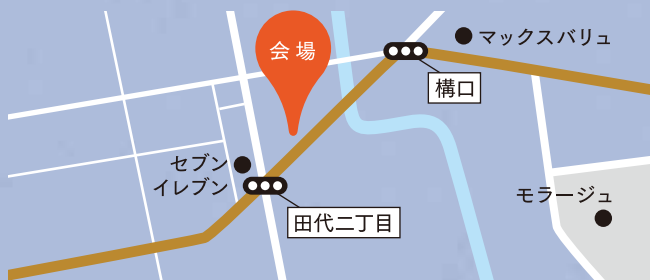 マックスバリュ
会場
構口
セブン
イレブン
モラージュ
田代二丁目